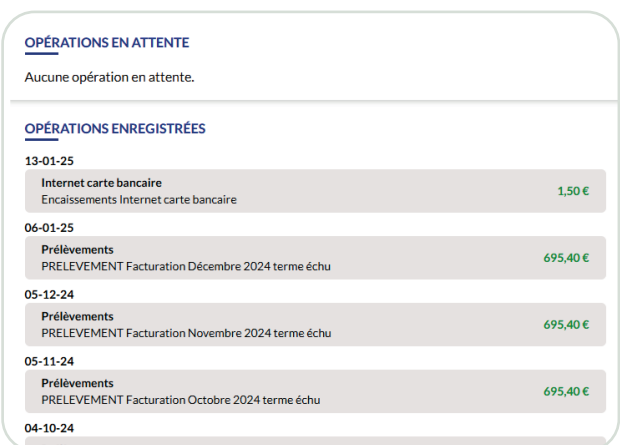 OPÉRATIONS EN ATTENTE
Aucune opération en attente.
OPÉRATIONS ENREGISTRÉES
13-01-25
Internet carte bancaire
Encaissements Internet carte bancaire
1,50 €
06-01-25
Prélèvements
PRELEVEMENT Facturation Décembre 2024 terme échu
695,40 €
05-12-24
Prélèvements
PRELEVEMENT Facturation Novembre 2024 terme échu
695,40 €
05-11-24
Prélèvements
PRELEVEMENT Facturation Octobre 2024 terme échu
695,40 €
04-10-24